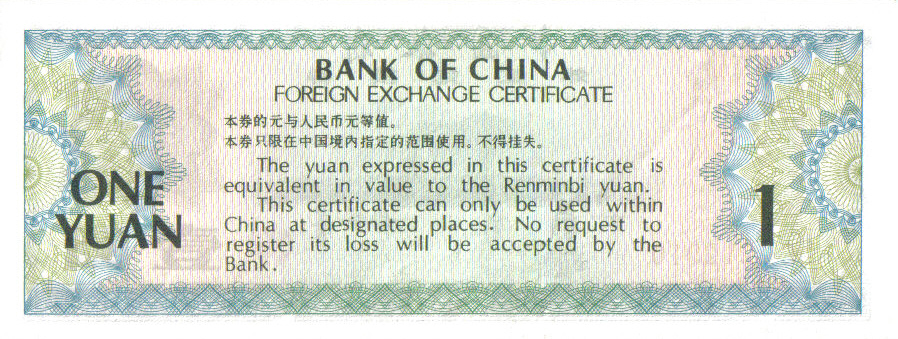 BANK OF CHINA
FOREIGN EXCHANGE CERTIFICATE
本券的元与人民币元等值。
本券只限在中国境内指定的范围使用。不得挂失。
The yuan expressed in this certificate is
equivalent in value to the Renminbi yuan.
This certificate can only be used within
China at designated places. No request to
register its loss will be accepted by the
Bank.
ONE
YUAN
1